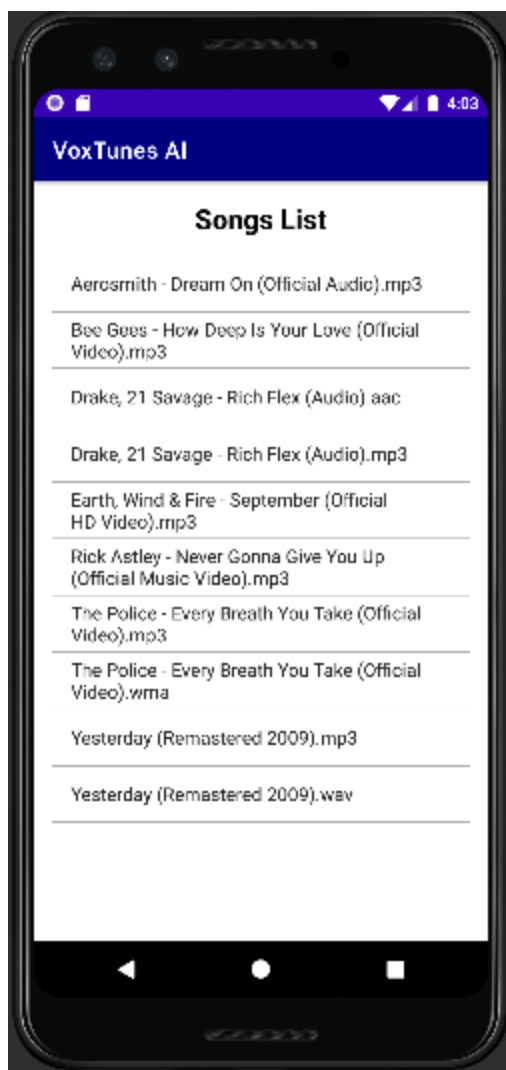 4:03
VoxTunes AI
Songs List
Aerosmith - Dream On (Official Audio).mp3
Bee Gees - How Deep Is Your Love (Official
Video).mp3
Drake, 21 Savage - Rich Flex (Audio) aac
Drake, 21 Savage - Rich Flex (Audio).mp3
Earth, Wind & Fire - September (Official
HD Video).mp3
Rick Astley - Never Gonna Give You Up
(Official Music Video).mp3
The Police - Every Breath You Take (Official
Video).mp3
The Police - Every Breath You Take (Official
Video).wma
Yesterday (Remastered 2009).mp3
Yesterday (Remastered 2009).wav